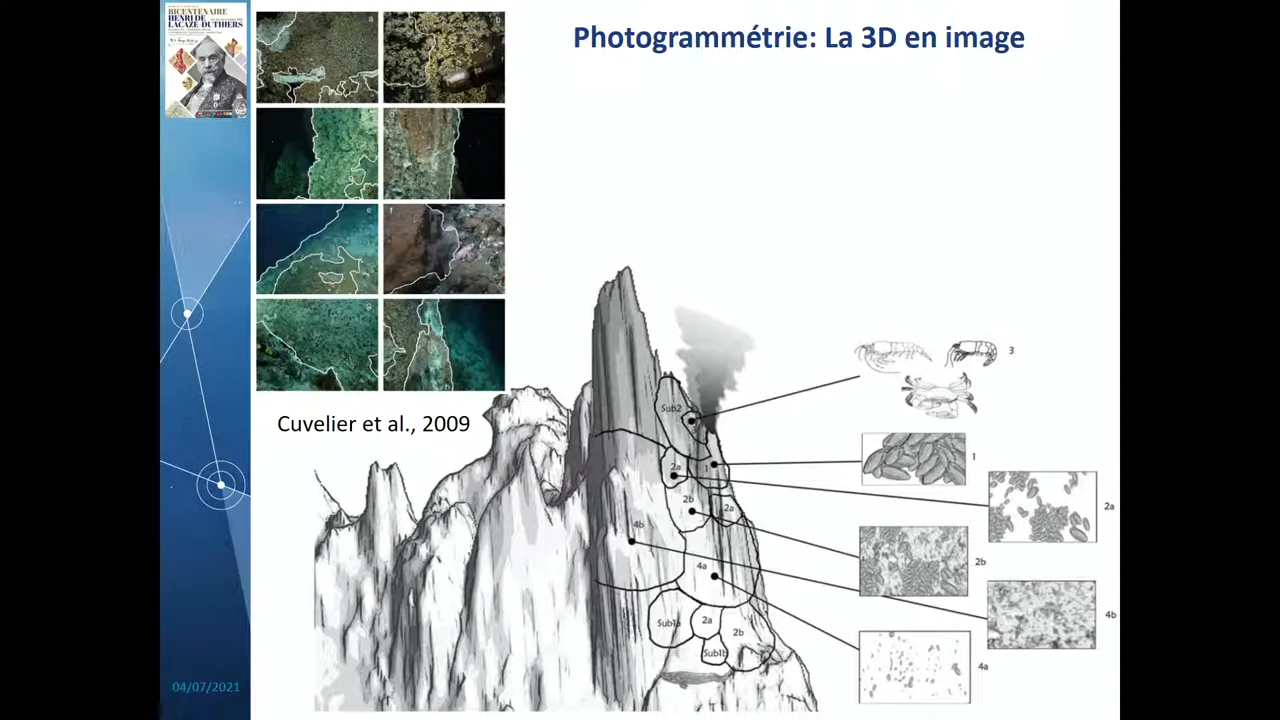 BICENTENAIRE
HENRI DE
LACAZE-DUTHIERS
Photogrammétrie: La 3D en image
a
b
d
e
f
g
h
Cuvelier et al., 2009
Sub2
2a
1
2b
2a
4b
4a
Sub1a
2a
2b
Sub1b
3
1
2a
2b
4b
4a
04/07/2021